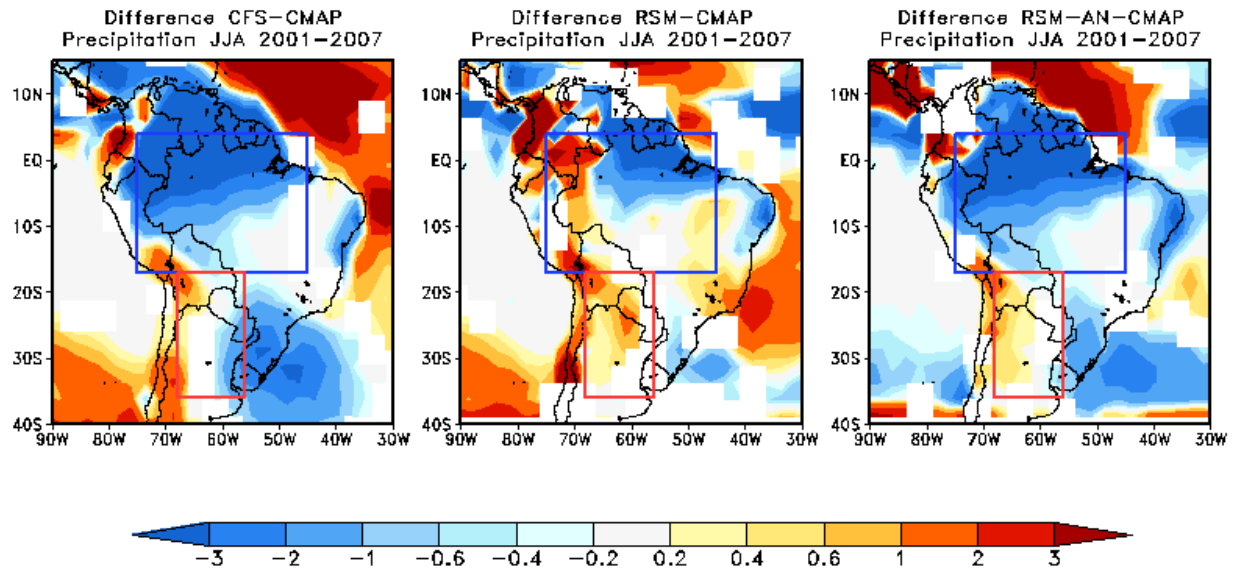 Difference CFS-CMAP
Precipitation JJA 2001-2007
Difference RSM-CMAP
Precipitation JJA 2001-2007
Difference RSM-AN-CMAP
Precipitation JJA 2001-2007
10N
EQ
10S
20S
30S
40S
90W 80W 70W 60W 50W 40W 30W
10N
EQ
10S
20S
30S
40S
90W 80W 70W 60W 50W 40W 30W
10N
EQ
10S
20S
30S
40S
90W 80W 70W 60W 50W 40W 30W
-3 -2 -1 -0.6 -0.4 -0.2 0.2 0.4 0.6 1 2 3